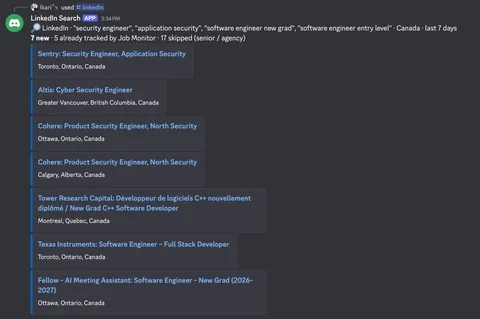 Ikari used linkedin
LinkedIn Search APP 3:34 PM
LinkedIn · "security engineer", "application security", "software engineer new grad", "software engineer entry level" · Canada · last 7 days
7 new · 5 already tracked by Job Monitor · 17 skipped (senior / agency)
Sentry: Security Engineer, Application Security
Toronto, Ontario, Canada
Altis: Cyber Security Engineer
Greater Vancouver, British Columbia, Canada
Cohere: Product Security Engineer, North Security
Ottawa, Ontario, Canada
Cohere: Product Security Engineer, North Security
Calgary, Alberta, Canada
Tower Research Capital: Développeur de logiciels C++ nouvellement
diplômé / New Grad C++ Software Developer
Montreal, Quebec, Canada
Texas Instruments: Software Engineer – Full Stack Developer
Toronto, Ontario, Canada
Fellow - AI Meeting Assistant: Software Engineer - New Grad (2026-
2027)
Ottawa, Ontario, Canada